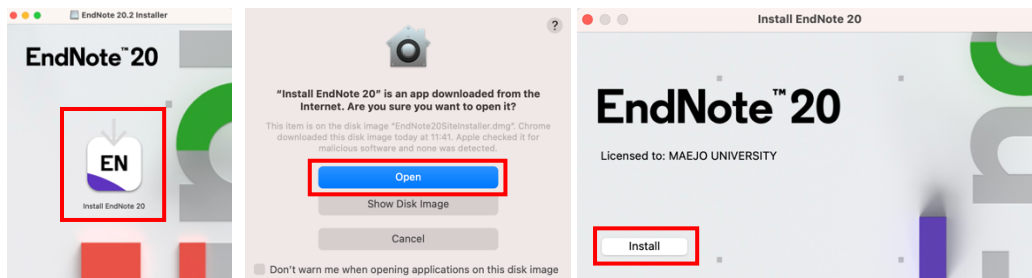 EndNote 20.2 Installer
EndNote™ 20
EN
Install EndNote 20
?
"Install EndNote 20" is an app downloaded from the
Internet. Are you sure you want to open it?
This item is on the disk image "EndNote20SiteInstaller.dmg". Chrome
downloaded this disk image today at 11:41. Apple checked it for
malicious software and none was detected.
Open
Show Disk Image
Cancel
Don't warn me when opening applications on this disk image
Install EndNote 20
EndNote™ 20
Licensed to: MAEJO UNIVERSITY
Install